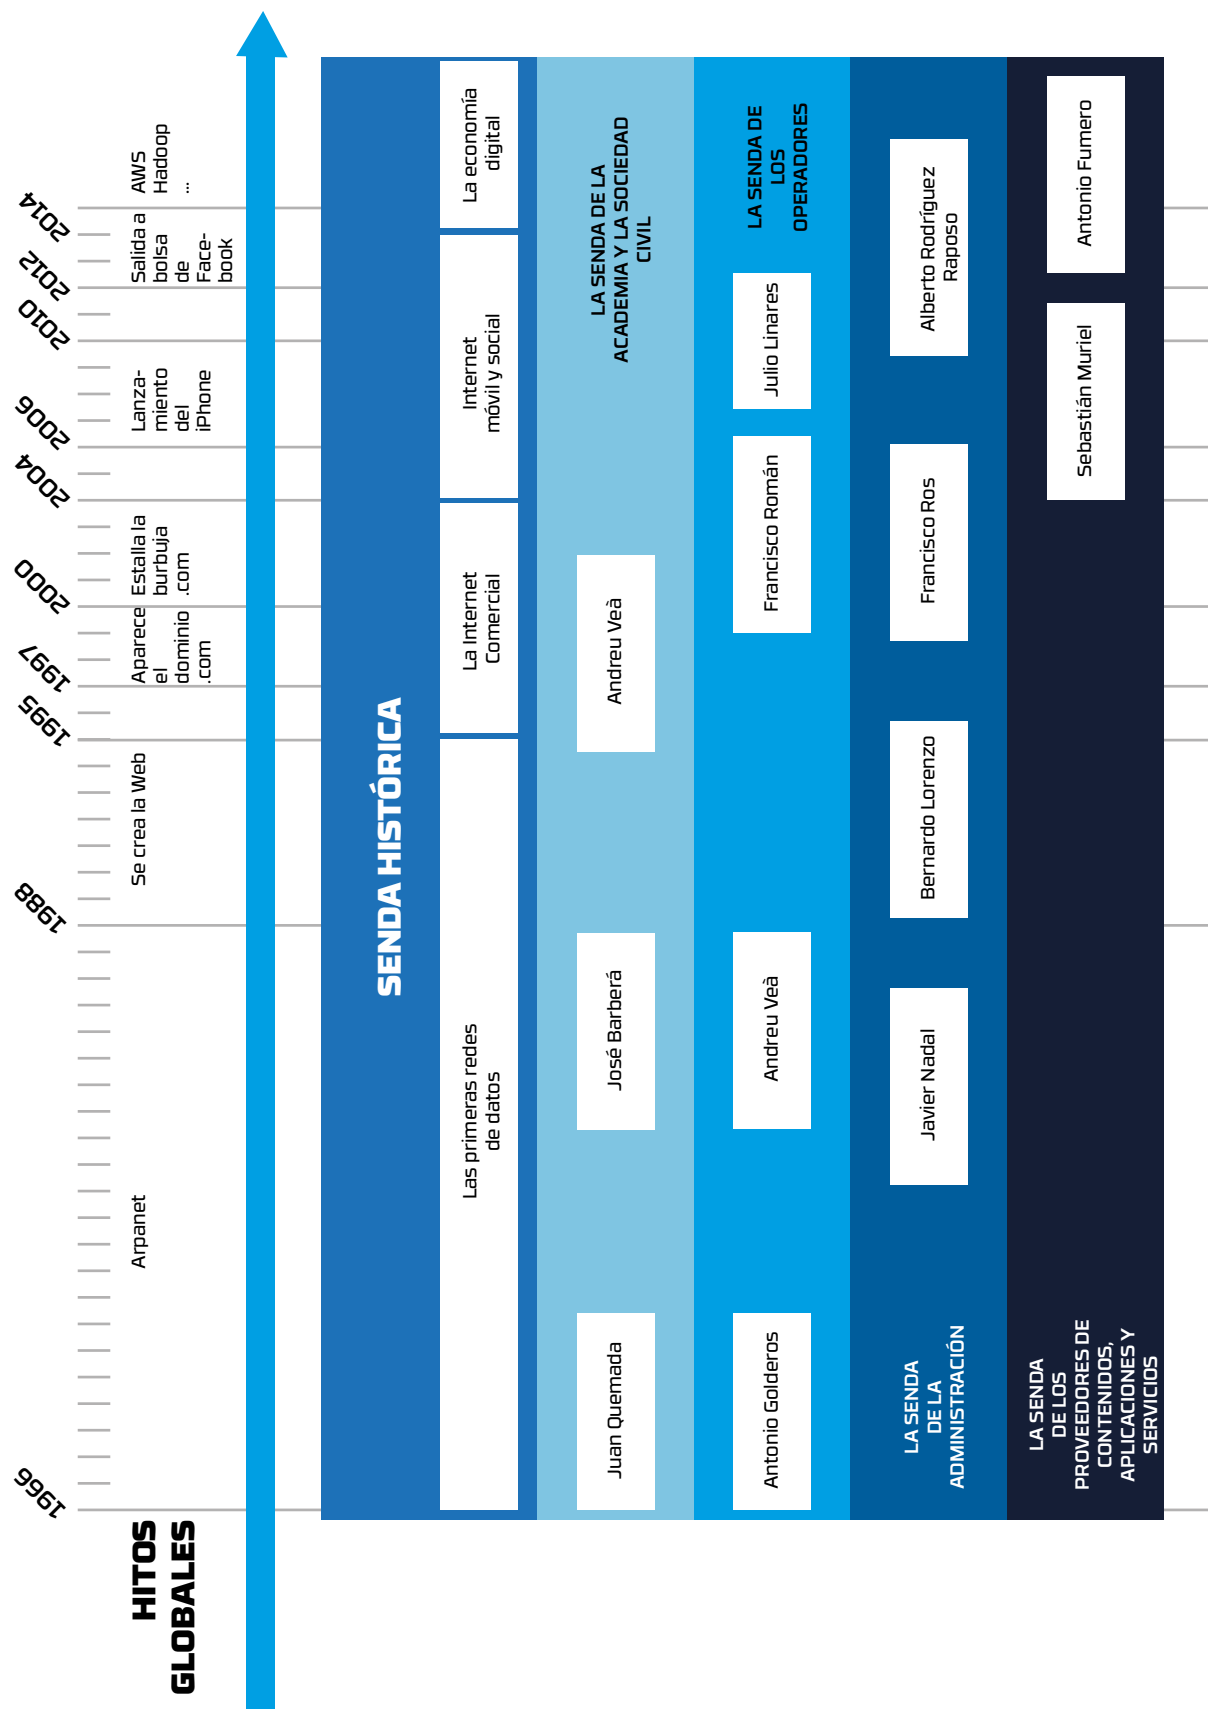 HITOS
GLOBALES
1966
1988
1995
1997
2000
2004
2006
2010
2012
2014
Arpanet
Se crea la Web
Aparece
el
dominio
.com
Estalla la
burbuja
.com
Lanza-
miento
del
iPhone
Salida a
bolsa
de
Face-
book
AWS
Hadoop
...
SENDA HISTÓRICA
Las primeras redes
de datos
La Internet
Comercial
Internet
móvil y social
La economía
digital
Juan Quemada
José Barberá
Andreu Veà
LA SENDA DE LA
ACADEMIA Y LA SOCIEDAD
CIVIL
Antonio Golderos
Andreu Veà
Francisco Román
Julio Linares
LA SENDA DE
LOS
OPERADORES
LA SENDA
DE LA
ADMINISTRACIÓN
Javier Nadal
Bernardo Lorenzo
Francisco Ros
Alberto Rodríguez
Raposo
LA SENDA
DE LOS
PROVEEDORES DE
CONTENIDOS,
APLICACIONES Y
SERVICIOS
Sebastián Muriel
Antonio Fumero